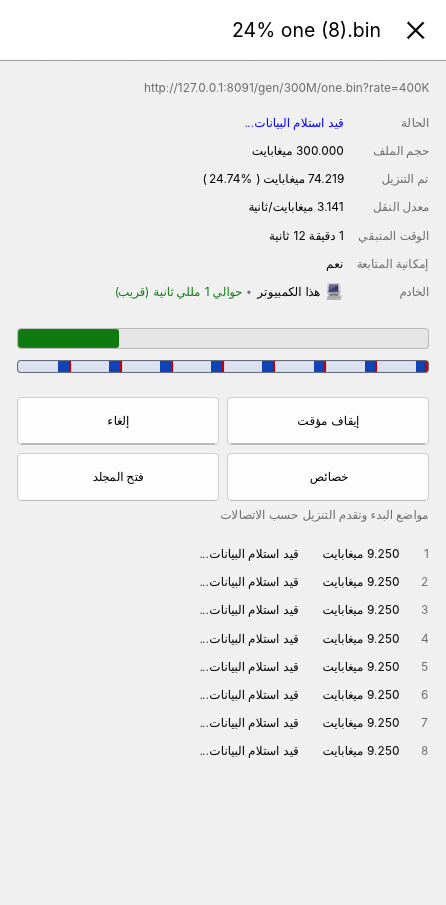 24% one (8).bin
http://127.0.0.1:8091/gen/300M/one.bin?rate=400K
الحالة قيد استلام البيانات...
حجم الملف 300.000 ميغابايت
تم التنزيل 74.219 ميغابايت ( 24.74% )
معدل النقل 3.141 ميغابايت/ثانية
الوقت المتبقي 1 دقيقة 12 ثانية
إمكانية المتابعة نعم
الخادم هذا الكمبيوتر • حوالي 1 مللي ثانية (قريب)
إيقاف مؤقت إلغاء
خصائص فتح المجلد
مواضع البدء وتقدم التنزيل حسب الاتصالات
1 9.250 ميغابايت قيد استلام البيانات...
2 9.250 ميغابايت قيد استلام البيانات...
3 9.250 ميغابايت قيد استلام البيانات...
4 9.250 ميغابايت قيد استلام البيانات...
5 9.250 ميغابايت قيد استلام البيانات...
6 9.250 ميغابايت قيد استلام البيانات...
7 9.250 ميغابايت قيد استلام البيانات...
8 9.250 ميغابايت قيد استلام البيانات...